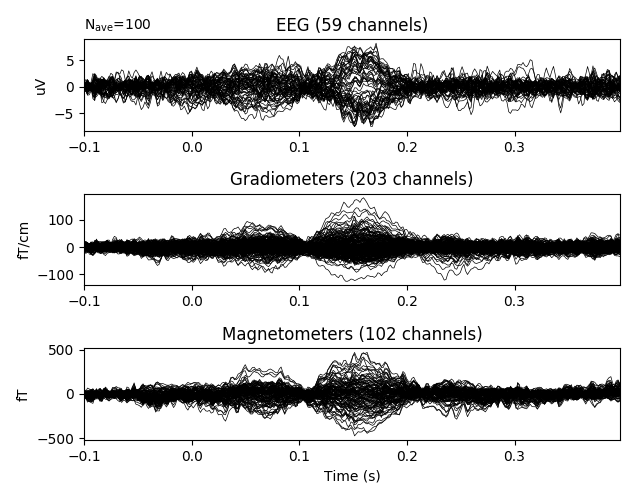 N_ave=100
EEG (59 channels)
5
0
−5
uV
−0.1 0.0 0.1 0.2 0.3
Gradiometers (203 channels)
100
0
−100
fT/cm
−0.1 0.0 0.1 0.2 0.3
Magnetometers (102 channels)
500
0
−500
fT
−0.1 0.0 0.1 0.2 0.3
Time (s)